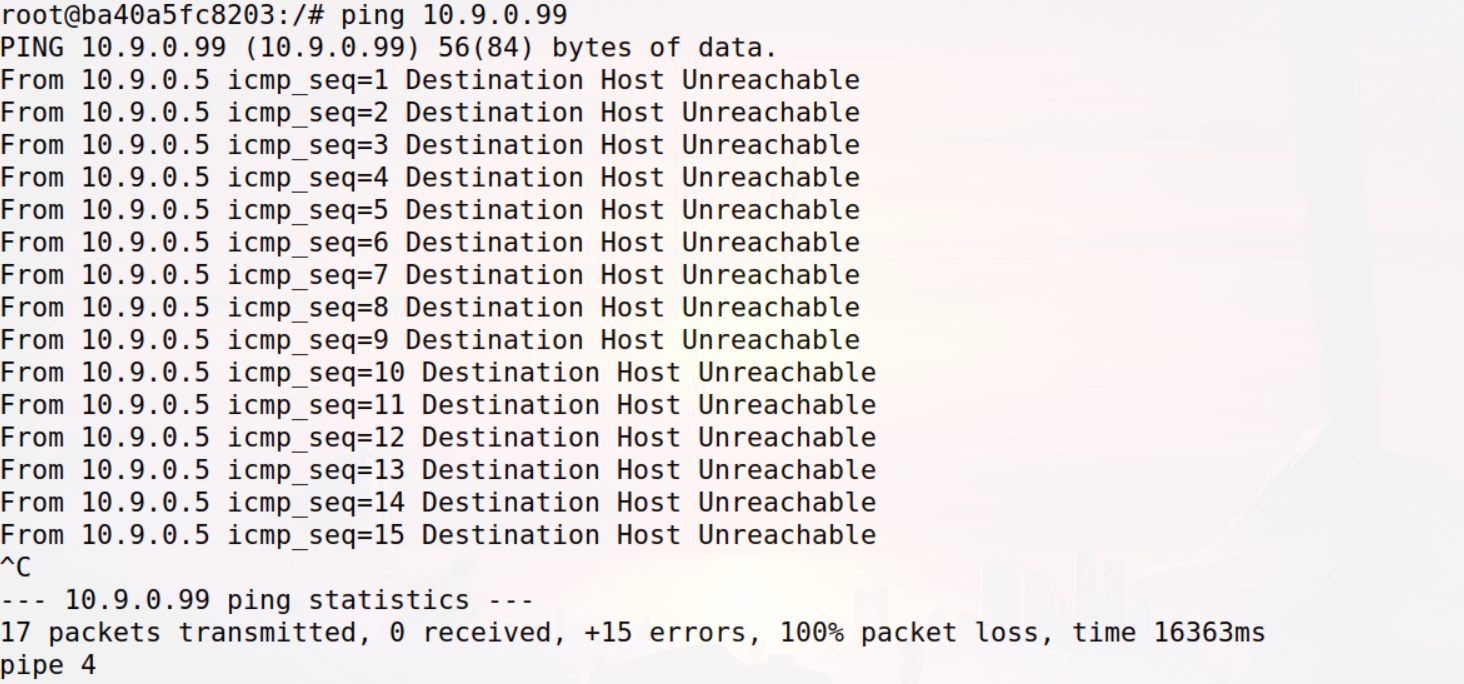 root@ba40a5fc8203:/# ping 10.9.0.99
PING 10.9.0.99 (10.9.0.99) 56(84) bytes of data.
From 10.9.0.5 icmp_seq=1 Destination Host Unreachable
From 10.9.0.5 icmp_seq=2 Destination Host Unreachable
From 10.9.0.5 icmp_seq=3 Destination Host Unreachable
From 10.9.0.5 icmp_seq=4 Destination Host Unreachable
From 10.9.0.5 icmp_seq=5 Destination Host Unreachable
From 10.9.0.5 icmp_seq=6 Destination Host Unreachable
From 10.9.0.5 icmp_seq=7 Destination Host Unreachable
From 10.9.0.5 icmp_seq=8 Destination Host Unreachable
From 10.9.0.5 icmp_seq=9 Destination Host Unreachable
From 10.9.0.5 icmp_seq=10 Destination Host Unreachable
From 10.9.0.5 icmp_seq=11 Destination Host Unreachable
From 10.9.0.5 icmp_seq=12 Destination Host Unreachable
From 10.9.0.5 icmp_seq=13 Destination Host Unreachable
From 10.9.0.5 icmp_seq=14 Destination Host Unreachable
From 10.9.0.5 icmp_seq=15 Destination Host Unreachable
^C
--- 10.9.0.99 ping statistics ---
17 packets transmitted, 0 received, +15 errors, 100% packet loss, time 16363ms
pipe 4